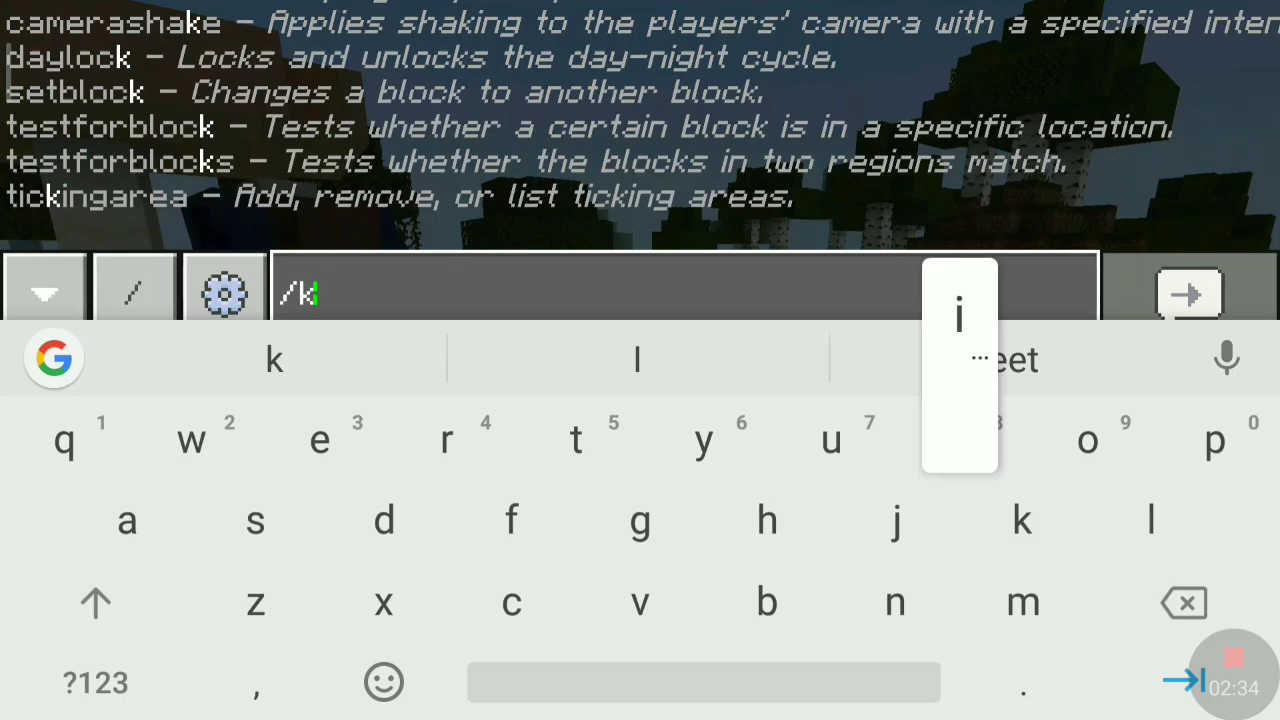 camerashake – Applies shaking to the players' camera with a specified inten
daylock – Locks and unlocks the day-night cycle.
setblock – Changes a block to another block.
testforblock – Tests whether a certain block is in a specific location.
testforblocks – Tests whether the blocks in two regions match.
tickingarea – Add, remove, or list ticking areas.
/ /k
i
k l eet
...
1 2 3 4 5 6 7 8 9 0
q w e r t y u o p
a s d f g h j k l
z x c v b n m
?123 , .
02:34